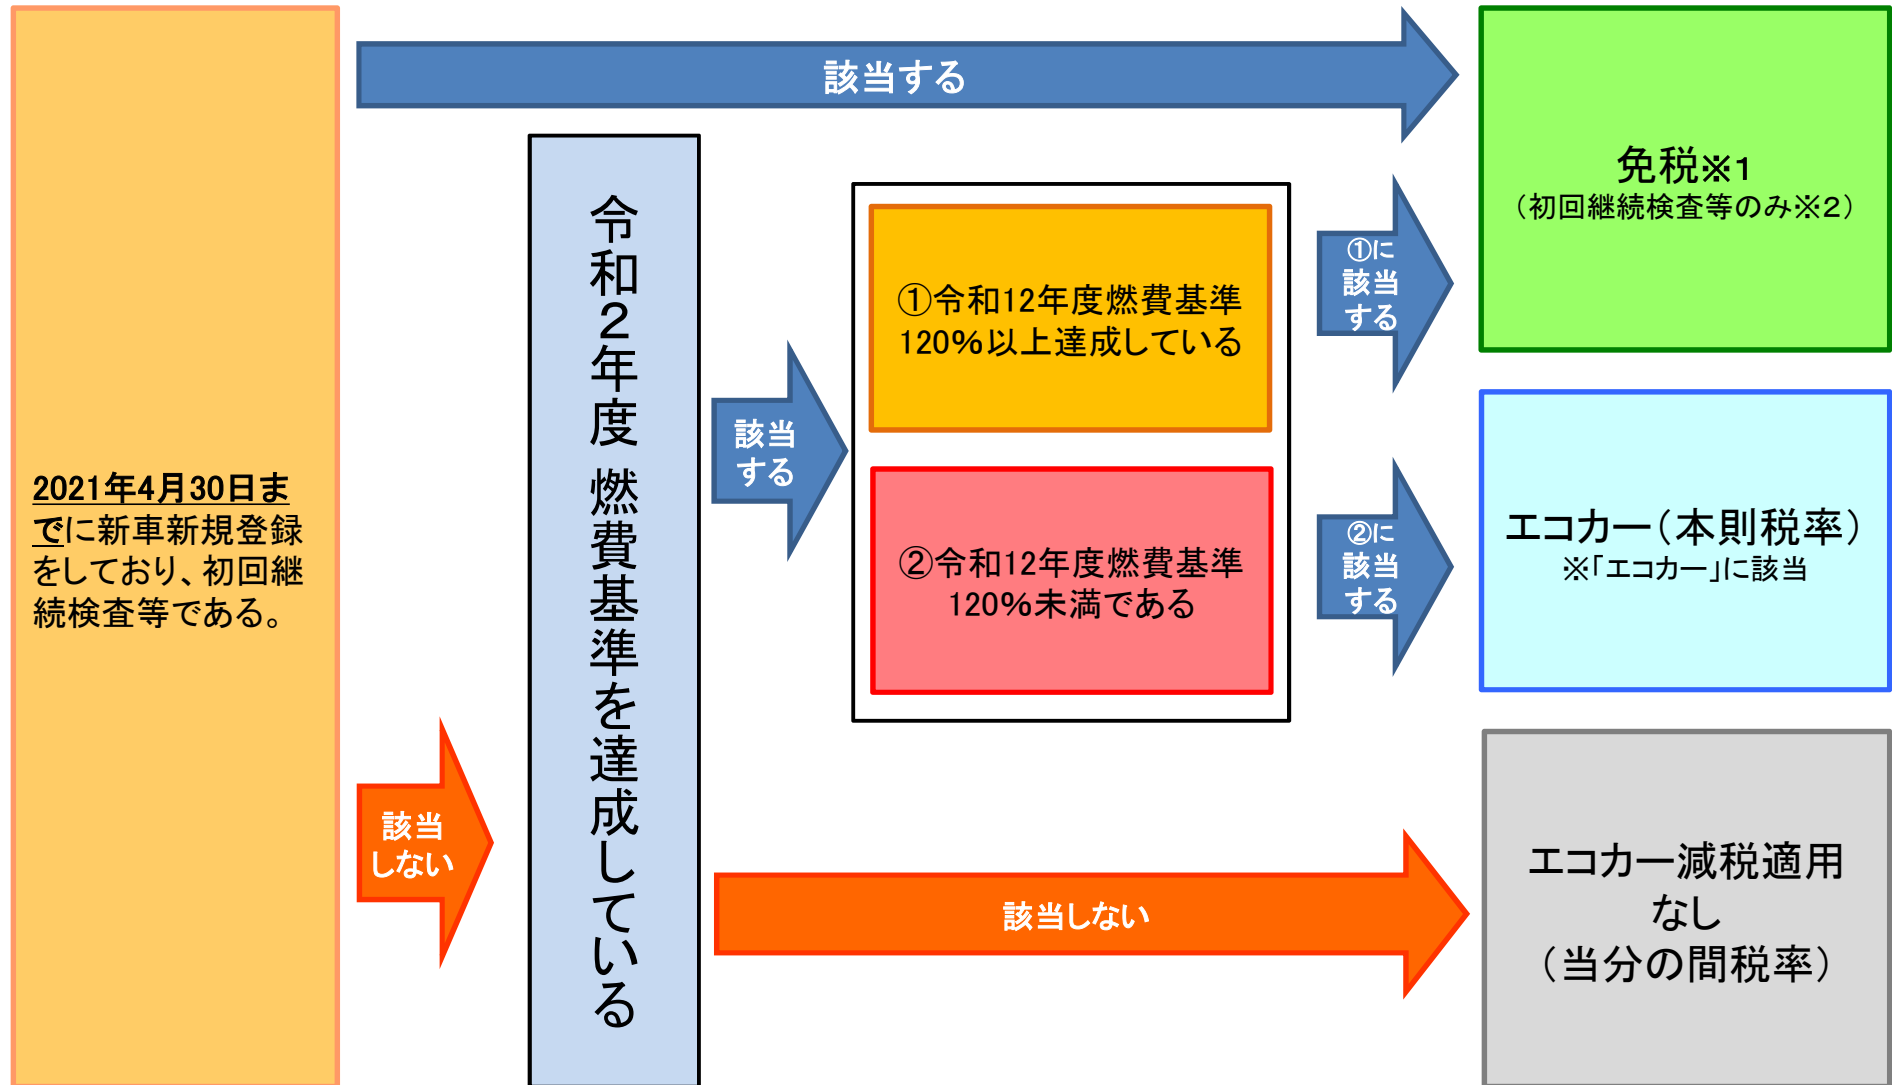 2021年4月30日ま
でに新車新規登録
をしており、初回継
続検査等である。
該当する
該当
しない
令和２年度 燃費基準を達成している
該当
する
該当しない
①令和12年度燃費基準
120%以上達成している
②令和12年度燃費基準
120%未満である
①に
該当
する
②に
該当
する
免税※1
（初回継続検査等のみ※2）
エコカー（本則税率）
※「エコカー」に該当
エコカー減税適用
なし
（当分の間税率）